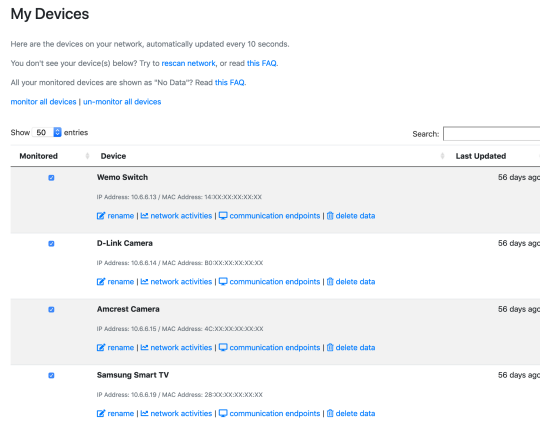 My Devices
Here are the devices on your network, automatically updated every 10 seconds.
You don't see your device(s) below? Try to rescan network, or read this FAQ.
All your monitored devices are shown as "No Data"? Read this FAQ.
monitor all devices | un-monitor all devices
Show 50 entries Search:
Monitored Device Last Updated
Wemo Switch 56 days ago
IP Address: 10.6.6.13 / MAC Address: 14:XX:XX:XX:XX:XX
rename | network activities | communication endpoints | delete data
D-Link Camera 56 days ago
IP Address: 10.6.6.14 / MAC Address: B0:XX:XX:XX:XX:XX
rename | network activities | communication endpoints | delete data
Amcrest Camera 56 days ago
IP Address: 10.6.6.15 / MAC Address: 4C:XX:XX:XX:XX:XX
rename | network activities | communication endpoints | delete data
Samsung Smart TV 56 days ago
IP Address: 10.6.6.19 / MAC Address: 28:XX:XX:XX:XX:XX
rename | network activities | communication endpoints | delete data